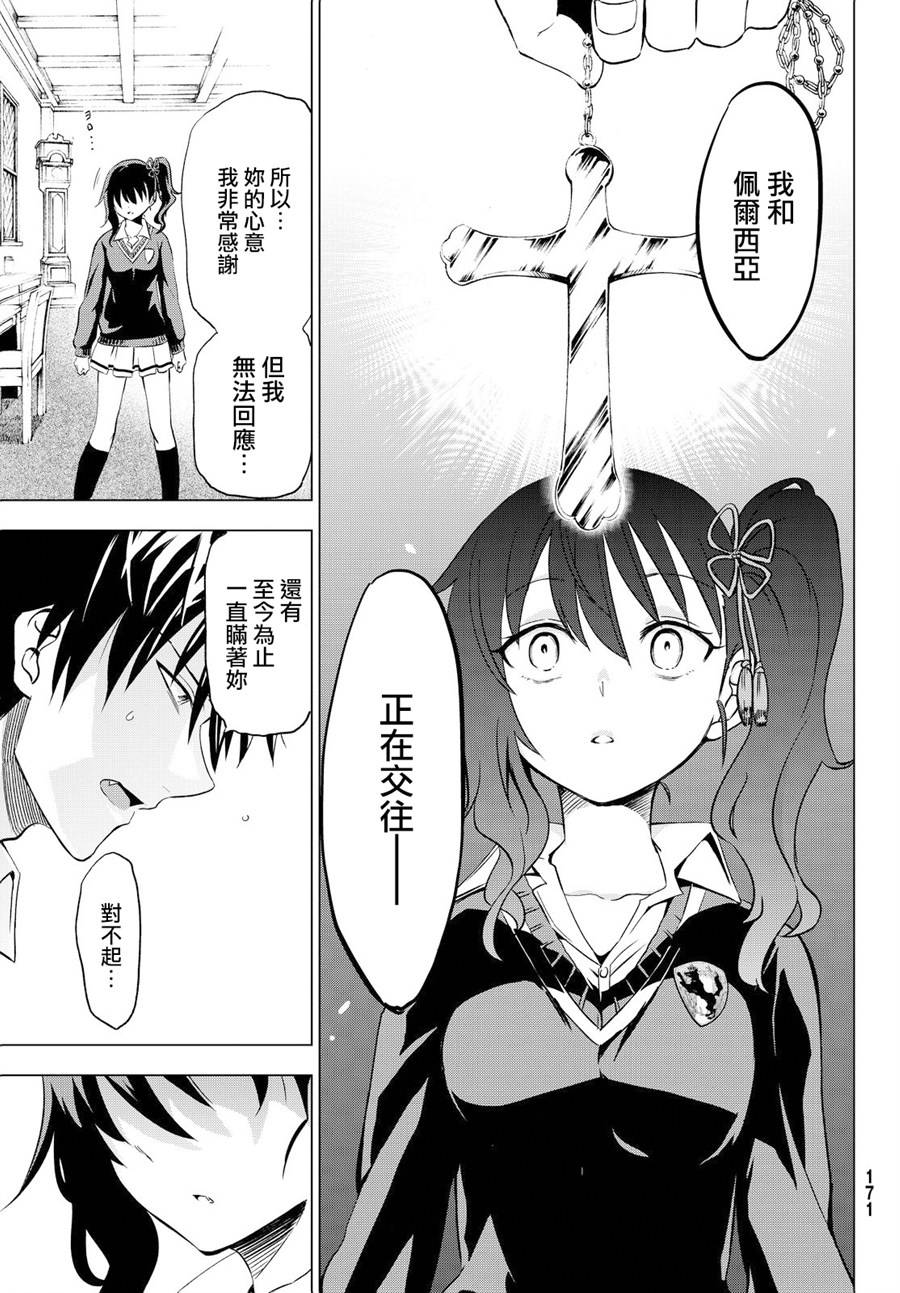 我和
佩爾西亞
正在交往——
所以…
妳的心意
我非常感謝
但我
無法回應…
ヨロ…
還有
至今為止
一直瞞著妳
對不起…
171